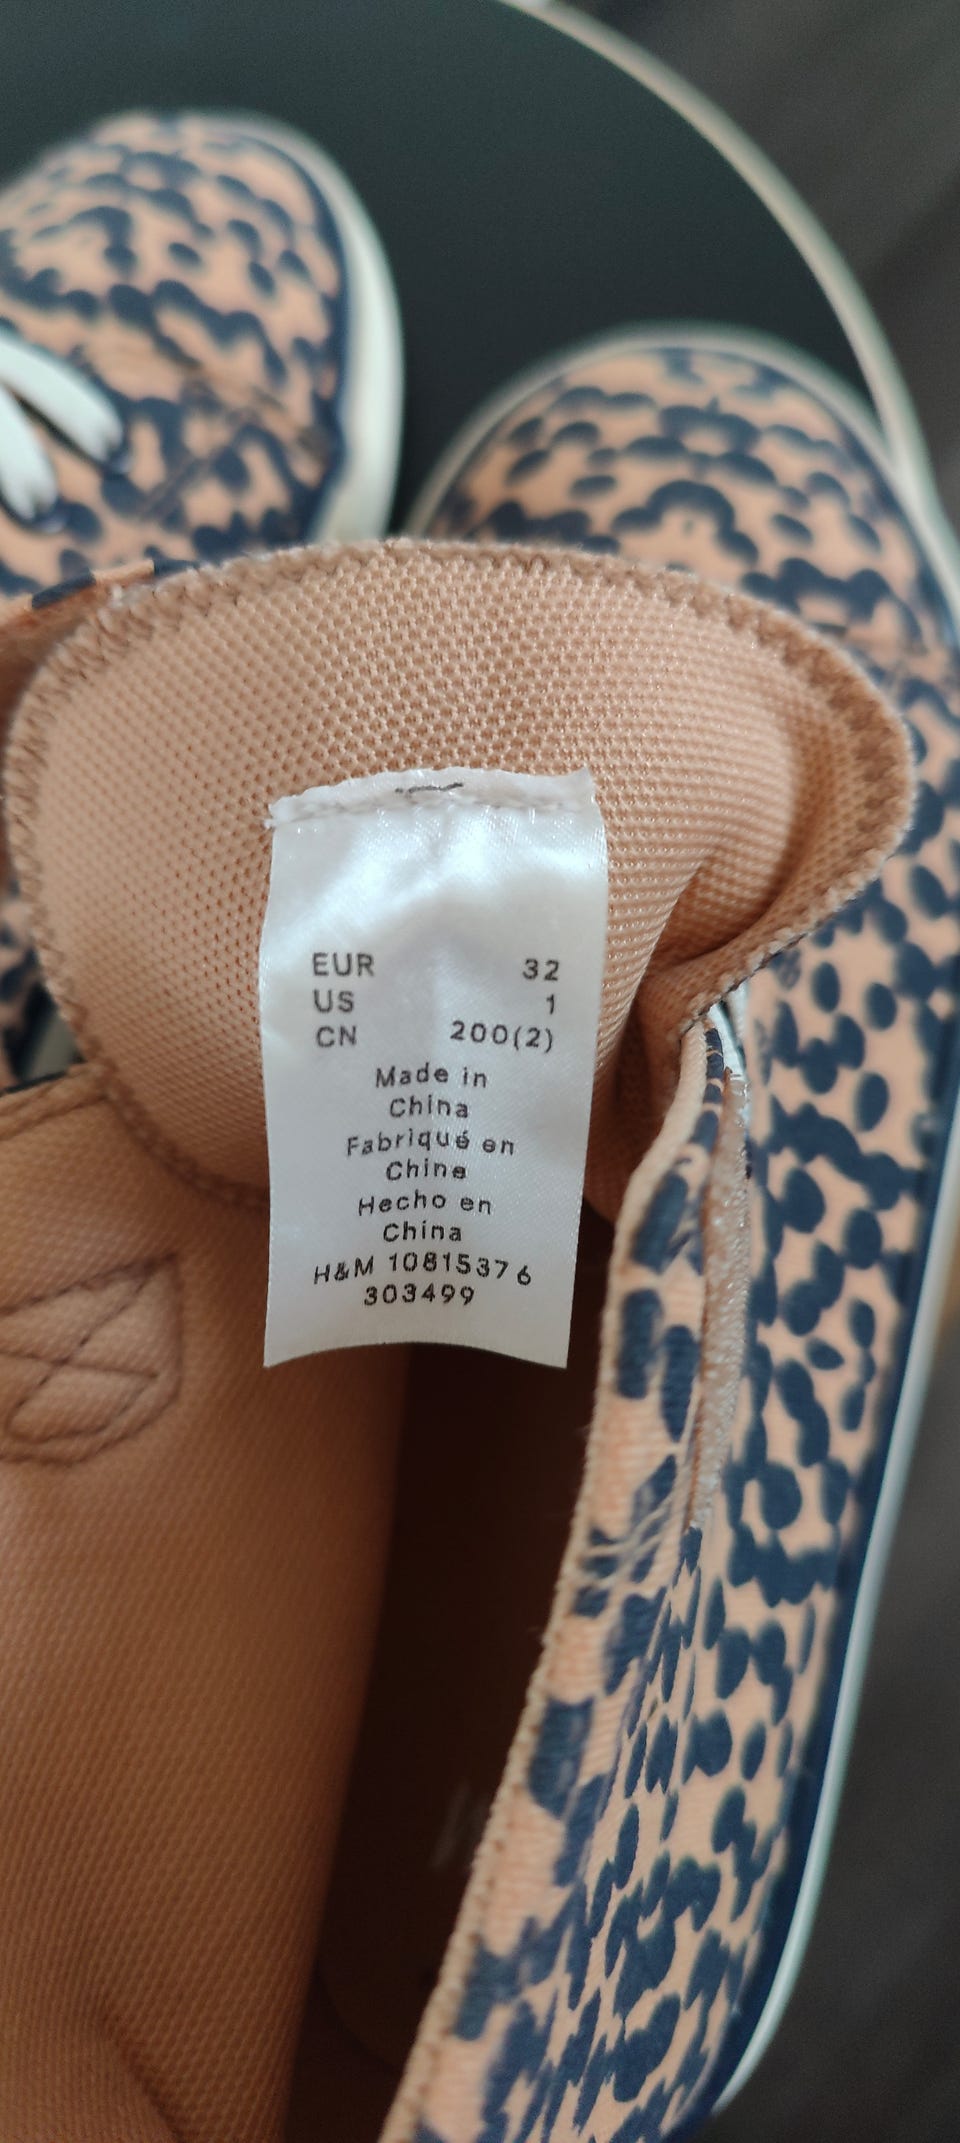 EUR 32
US 1
CN 200(2)
Made in
China
Fabriqué en
Chine
Hecho en
China
H&M 10815376
303499